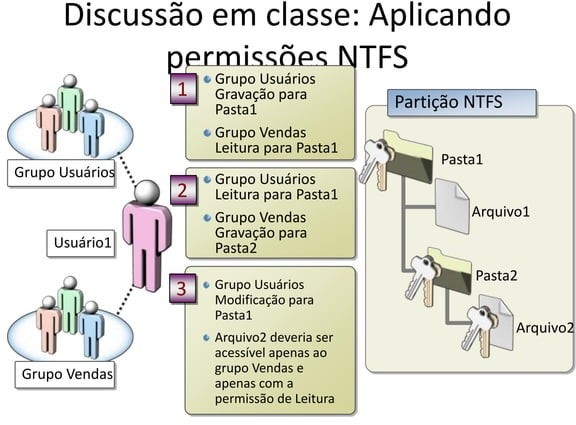 Discussão em classe: Aplicando
permissões NTFS
Grupo Usuários
Usuário1
Grupo Vendas
1
Grupo Usuários
Gravação para
Pasta1
Grupo Vendas
Leitura para Pasta1
2
Grupo Usuários
Leitura para Pasta1
Grupo Vendas
Gravação para
Pasta2
3
Grupo Usuários
Modificação para
Pasta1
Arquivo2 deveria ser
acessível apenas ao
grupo Vendas e
apenas com a
permissão de Leitura
Partição NTFS
Pasta1
Arquivo1
Pasta2
Arquivo2